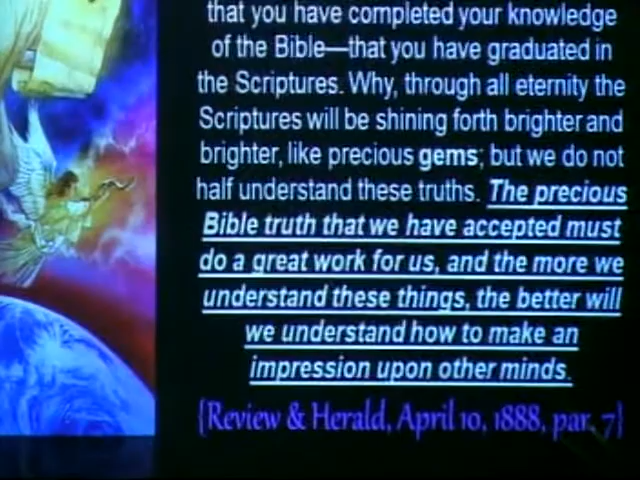 that you have completed your knowledge
of the Bible—that you have graduated in
the Scriptures. Why, through all eternity the
Scriptures will be shining forth brighter and
brighter, like precious gems; but we do not
half understand these truths. The precious
Bible truth that we have accepted must
do a great work for us, and the more we
understand these things, the better will
we understand how to make an
impression upon other minds.
{Review & Herald, April 10, 1888, par. 7}